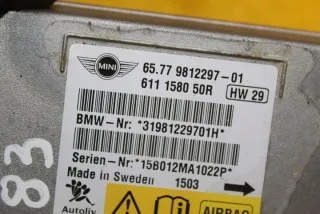 MINI
65.77 9812297-01
611 1580 50R
HW 29
BMW-Nr: *31981229701H*
Serien-Nr: *15B012MA1022P*
Made in Sweden 1503
Autoliv
AIRBAG
83